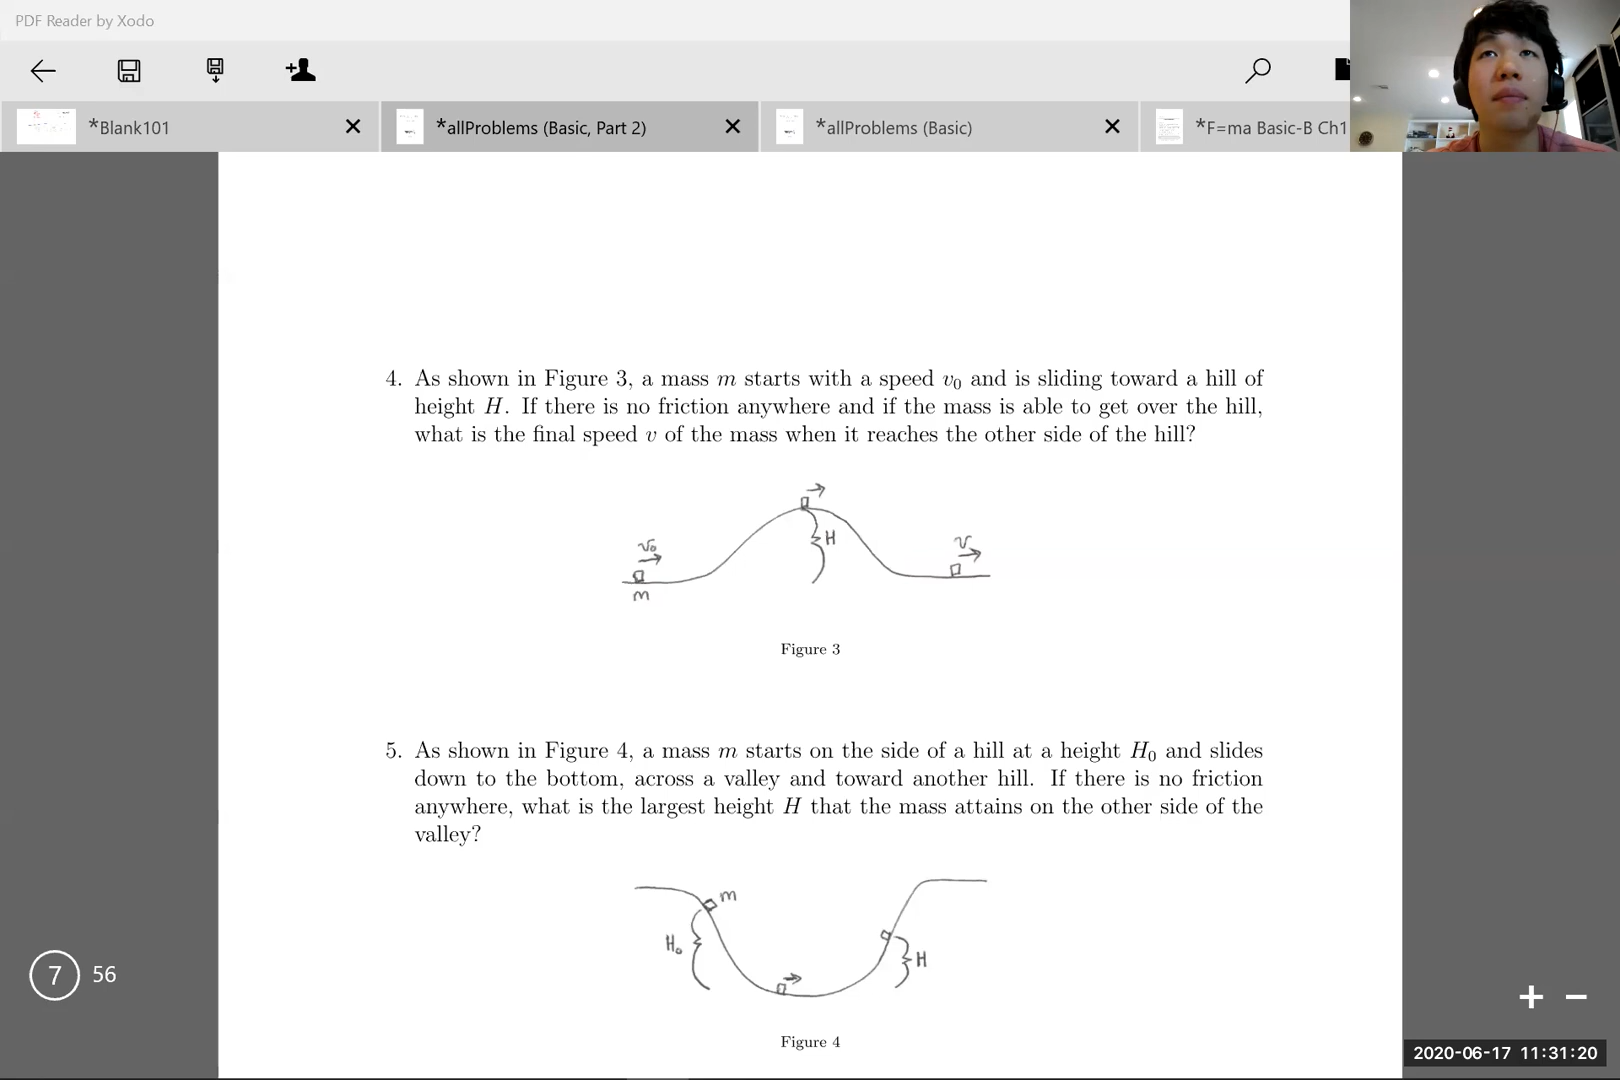 PDF Reader by Xodo
*Blank101
*allProblems (Basic, Part 2)
*allProblems (Basic)
*F=ma Basic-B Ch1
4. As shown in Figure 3, a mass m starts with a speed v₀ and is sliding toward a hill of
height H. If there is no friction anywhere and if the mass is able to get over the hill,
what is the final speed v of the mass when it reaches the other side of the hill?
H
v₀
v
m
Figure 3
5. As shown in Figure 4, a mass m starts on the side of a hill at a height H₀ and slides
down to the bottom, across a valley and toward another hill. If there is no friction
anywhere, what is the largest height H that the mass attains on the other side of the
valley?
m
H₀
H
Figure 4
7 56
2020-06-17 11:31:20